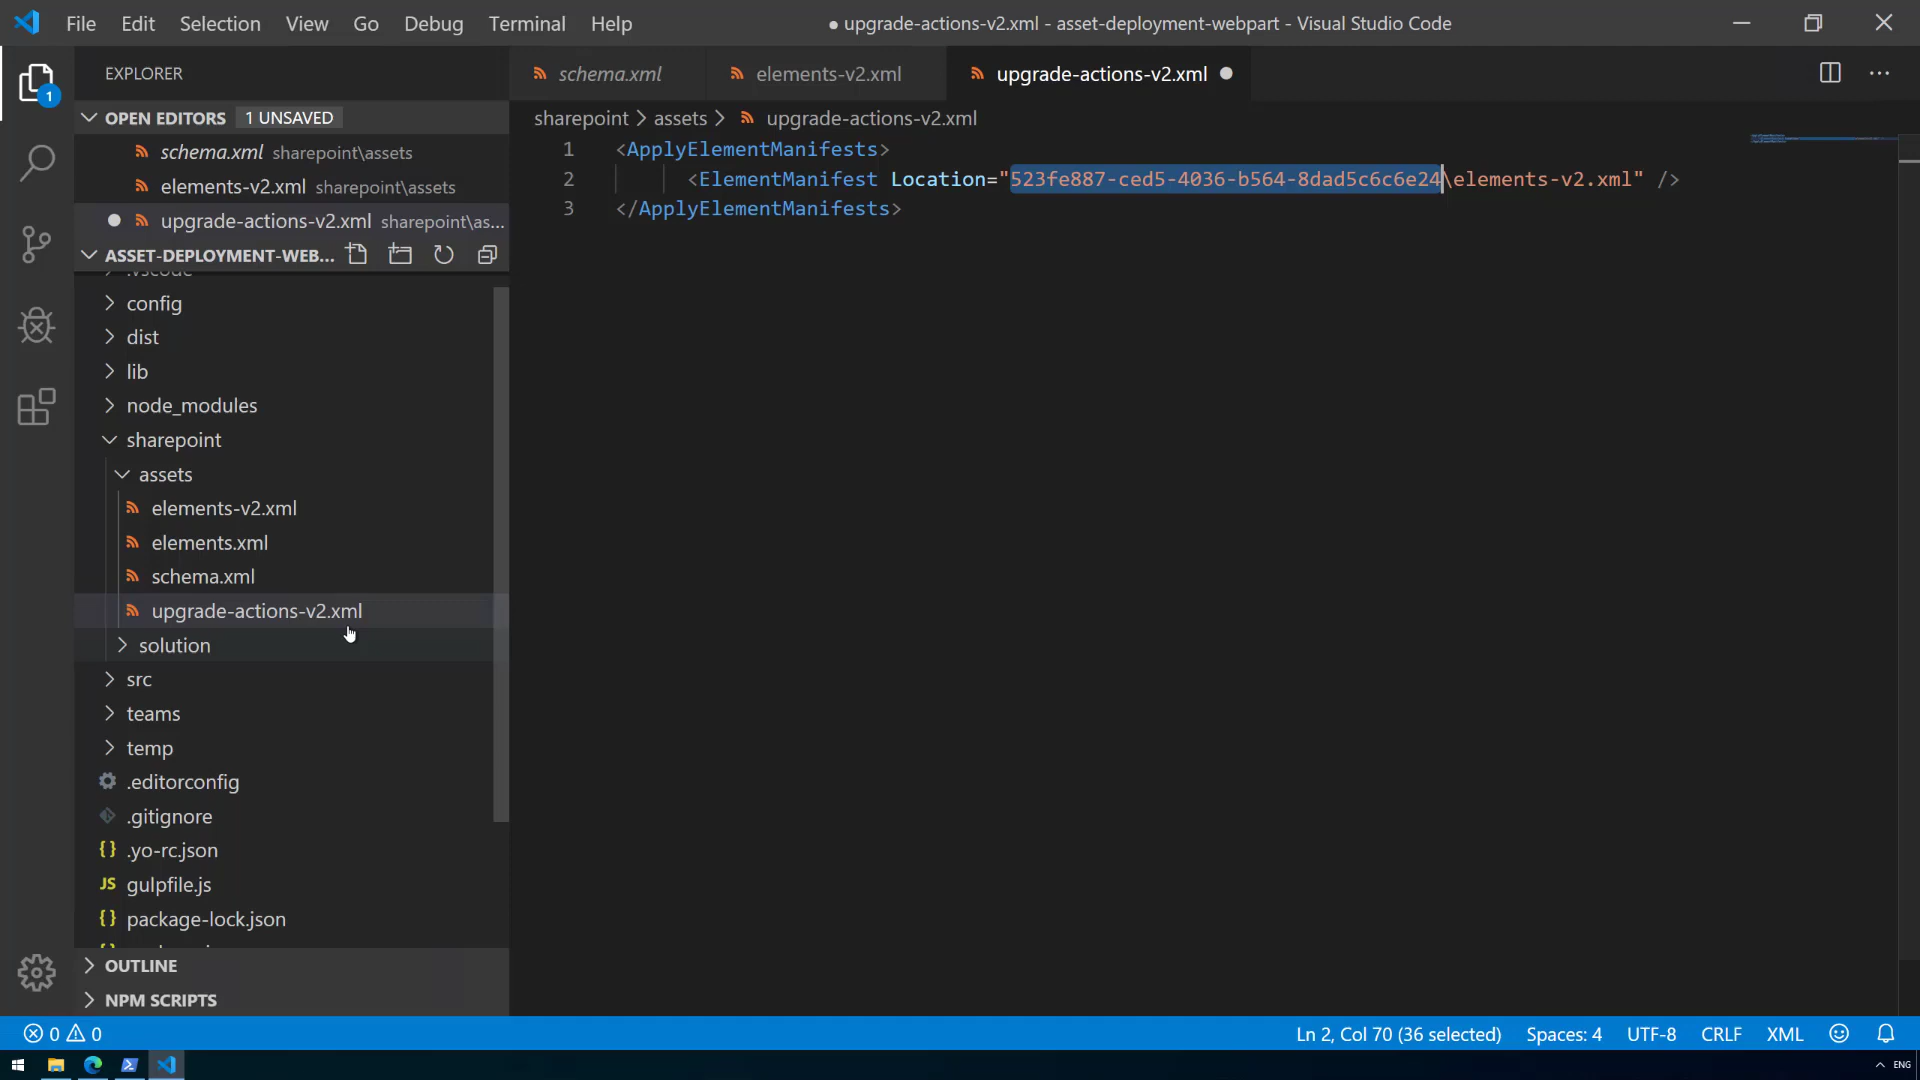 File Edit Selection View Go Debug Terminal Help
● upgrade-actions-v2.xml - asset-deployment-webpart - Visual Studio Code
EXPLORER
1
OPEN EDITORS 1 UNSAVED
schema.xml sharepoint\assets
elements-v2.xml sharepoint\assets
upgrade-actions-v2.xml sharepoint\as...
ASSET-DEPLOYMENT-WEB...
.vscode
config
dist
lib
node_modules
sharepoint
assets
elements-v2.xml
elements.xml
schema.xml
upgrade-actions-v2.xml
solution
src
teams
temp
.editorconfig
.gitignore
{} .yo-rc.json
JS gulpfile.js
{} package-lock.json
OUTLINE
NPM SCRIPTS
schema.xml elements-v2.xml upgrade-actions-v2.xml
sharepoint > assets > upgrade-actions-v2.xml
1 <ApplyElementManifests>
2 <ElementManifest Location="523fe887-ced5-4036-b564-8dad5c6c6e24\elements-v2.xml" />
3 </ApplyElementManifests>
0 0 Ln 2, Col 70 (36 selected) Spaces: 4 UTF-8 CRLF XML
ENG